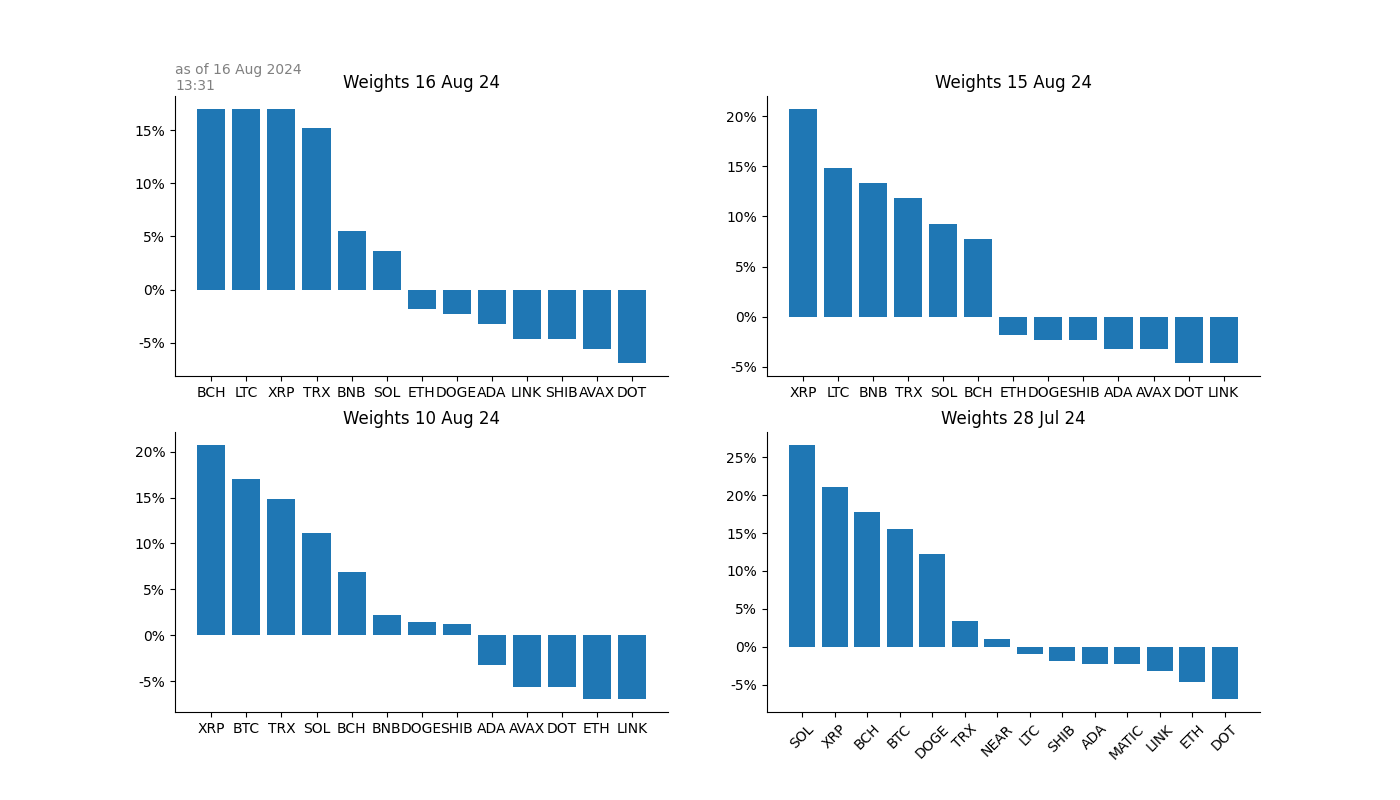 as of 16 Aug 2024
13:31
Weights 16 Aug 24
15%
10%
5%
0%
-5%
BCH LTC XRP TRX BNB SOL ETH DOGE ADA LINK SHIB AVAX DOT
Weights 15 Aug 24
20%
15%
10%
5%
0%
-5%
XRP LTC BNB TRX SOL BCH ETH DOGE SHIB ADA AVAX DOT LINK
Weights 10 Aug 24
20%
15%
10%
5%
0%
-5%
XRP BTC TRX SOL BCH BNB DOGE SHIB ADA AVAX DOT ETH LINK
Weights 28 Jul 24
25%
20%
15%
10%
5%
0%
-5%
SOL XRP BCH BTC DOGE TRX NEAR LTC SHIB ADA MATIC LINK ETH DOT